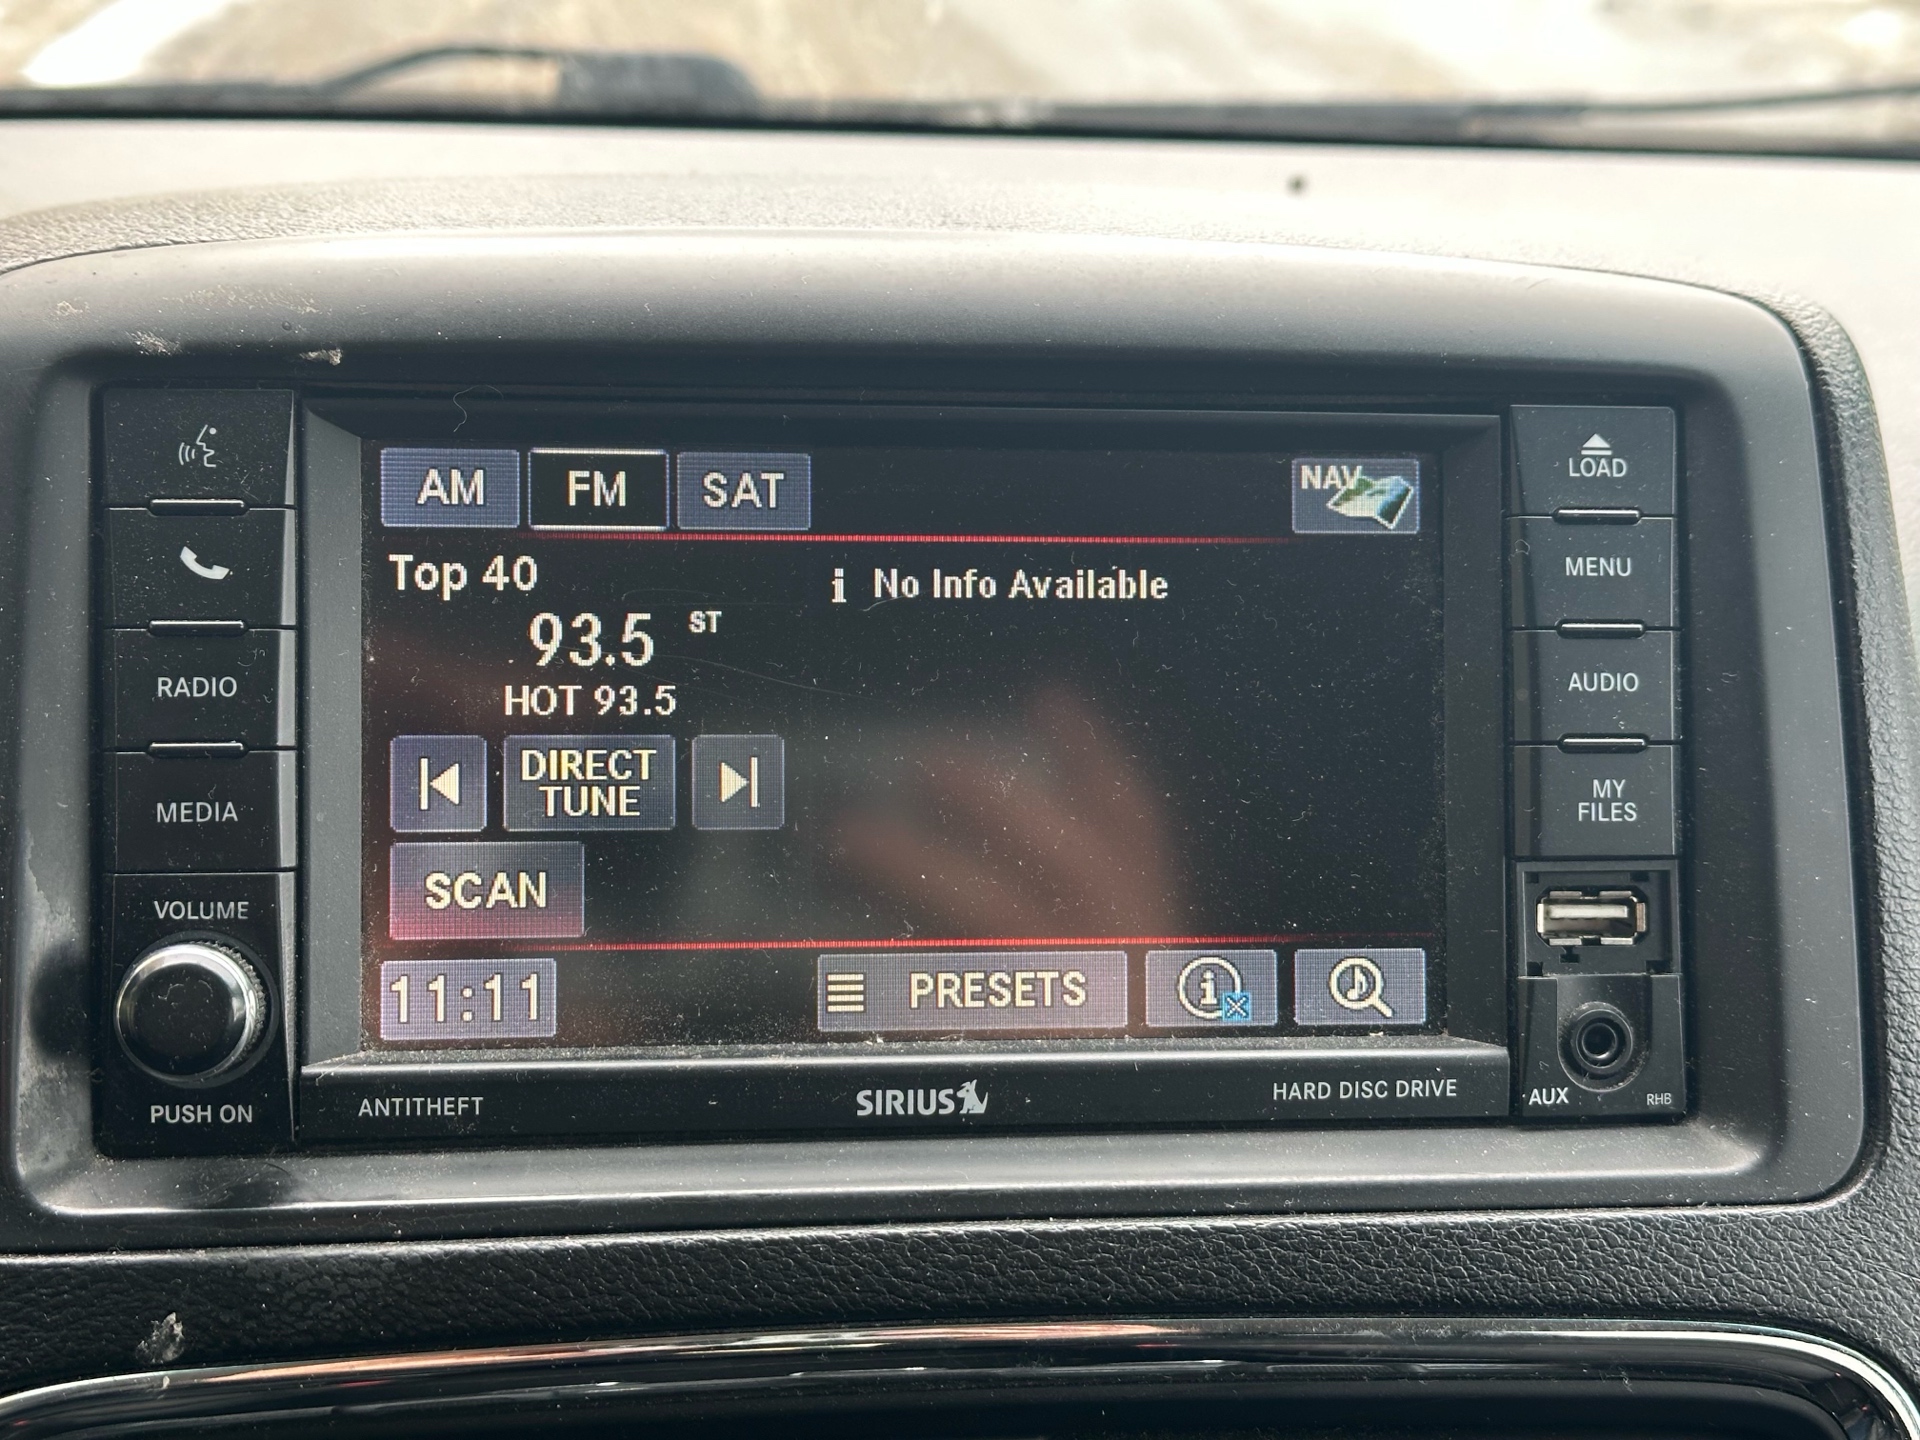 AM FM SAT NAV
Top 40
i No Info Available
93.5 ST
HOT 93.5
DIRECT
TUNE
SCAN
11:11 PRESETS i
RADIO
MEDIA
VOLUME
PUSH ON
LOAD
MENU
AUDIO
MY
FILES
ANTITHEFT SIRIUS HARD DISC DRIVE
AUX RHB